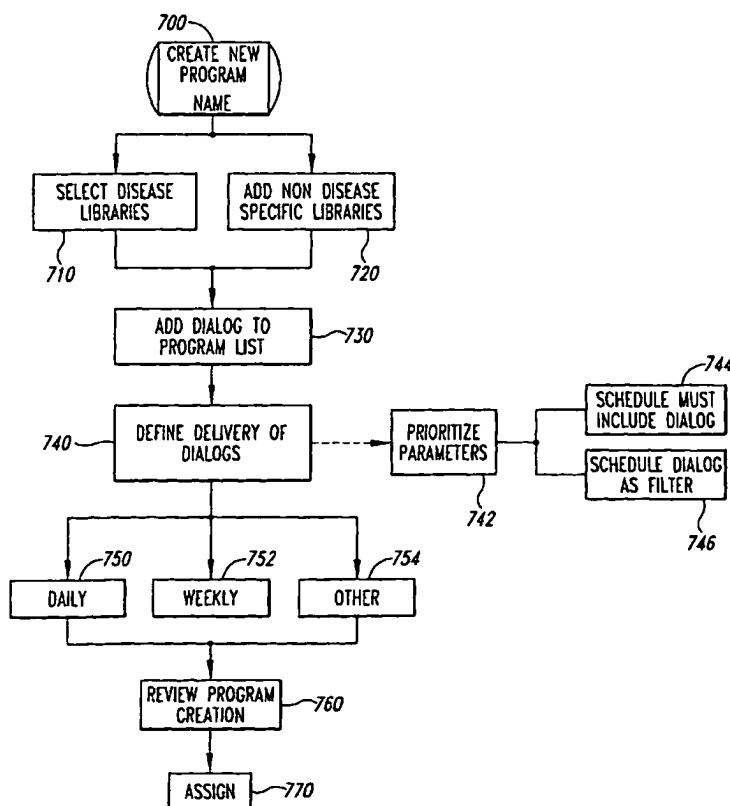 700
CREATE NEW
PROGRAM
NAME
SELECT DISEASE
LIBRARIES
710
ADD NON DISEASE
SPECIFIC LIBRARIES
720
ADD DIALOG TO
PROGRAM LIST
730
740
DEFINE DELIVERY OF
DIALOGS
PRIORITIZE
PARAMETERS
742
744
SCHEDULE MUST
INCLUDE DIALOG
SCHEDULE DIALOG
AS FILTER
746
750
DAILY
752
WEEKLY
754
OTHER
REVIEW PROGRAM
CREATION
760
ASSIGN
770